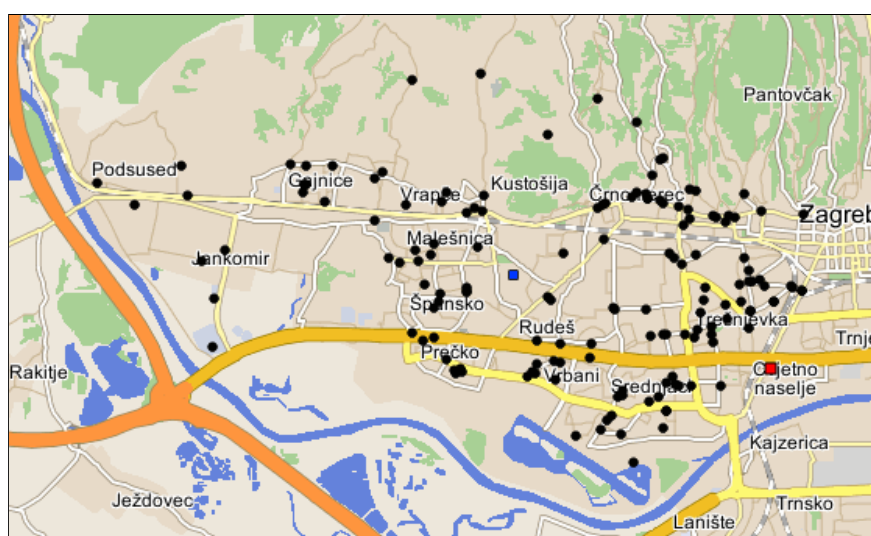 Pantovčak
Podsused
Gajnice
Vrapče
Kustošija
Črnomerec
Zagreb
Malešnica
Jankomir
Špansko
Rudeš
Trešnjevka
Trnje
Prečko
Rakitje
Vrbani
Srednjaci
Cvjetno
naselje
Kajzerica
Ježdovec
Trnsko
Lanište